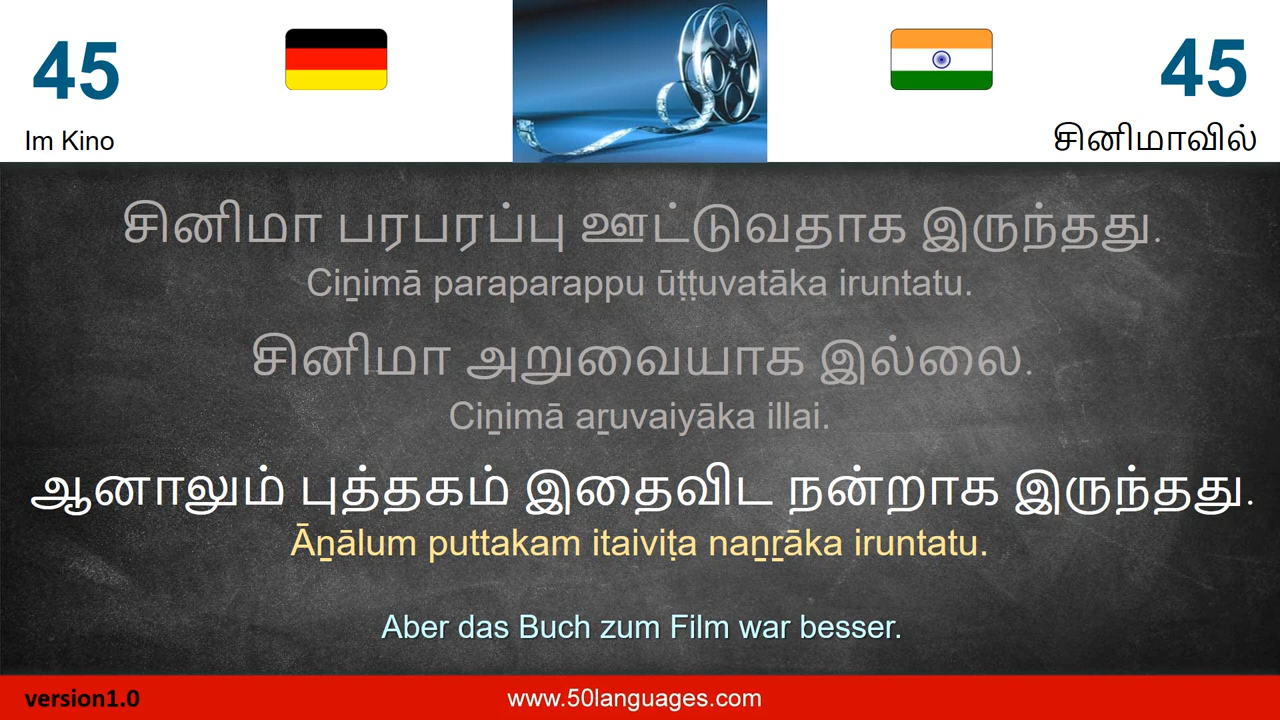 45
45
Im Kino
சினிமாவில்
சினிமா பரபரப்பு ஊட்டுவதாக இருந்தது.
Ciṉimā paraparappu ūṭṭuvatāka iruntatu.
சினிமா அறுவையாக இல்லை.
Ciṉimā aṟuvaiyāka illai.
ஆனாலும் புத்தகம் இதைவிட நன்றாக இருந்தது.
Āṉālum puttakam itaiviṭa naṉṟāka iruntatu.
Aber das Buch zum Film war besser.
version1.0
www.50languages.com